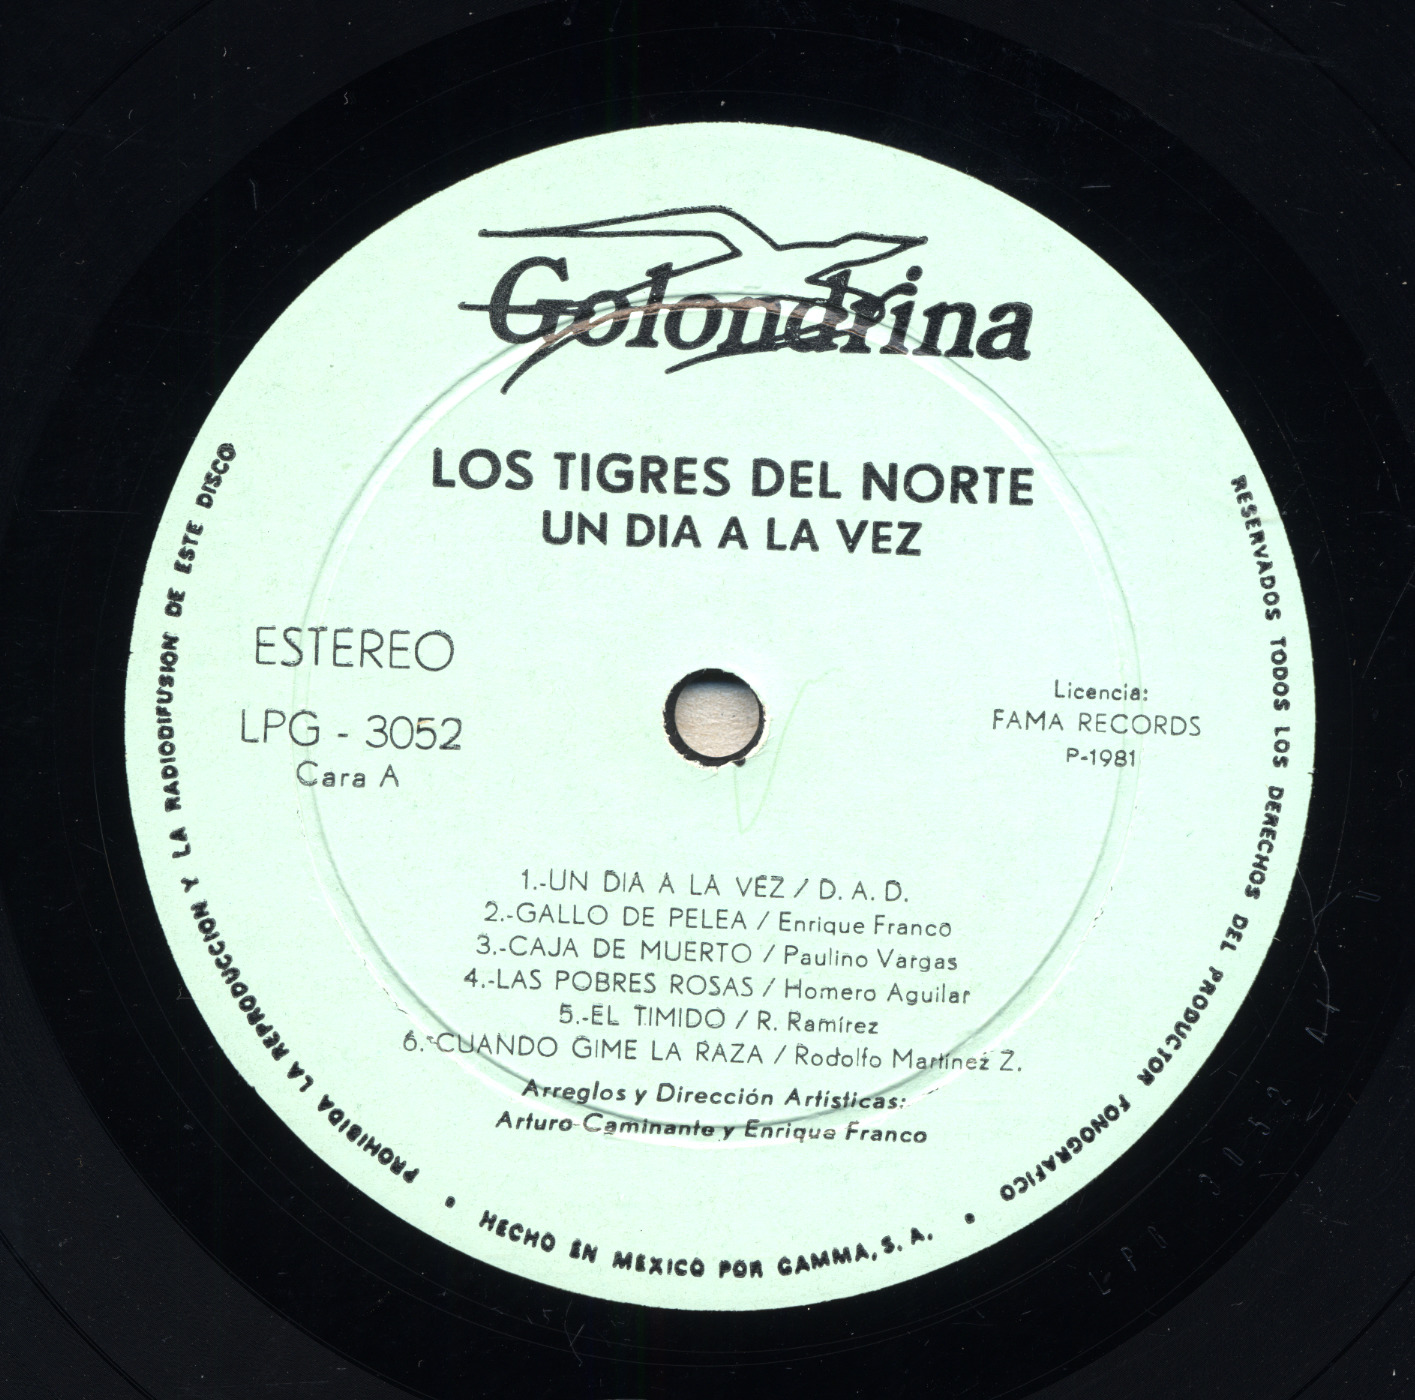 Golondrina
LOS TIGRES DEL NORTE
UN DIA A LA VEZ
ESTEREO
LPG - 3052
Cara A
Licencia:
FAMA RECORDS
P-1981
1.-UN DIA A LA VEZ / D. A. D.
2.-GALLO DE PELEA / Enrique Franco
3.-CAJA DE MUERTO / Paulino Vargas
4.-LAS POBRES ROSAS / Homero Aguilar
5.-EL TIMIDO / R. Ramírez
6.-CUANDO GIME LA RAZA / Rodolfo Martínez Z.
Arreglos y Dirección Artísticas:
Arturo Caminante y Enrique Franco
RESERVADOS TODOS LOS DERECHOS DEL PRODUCTOR FONOGRAFICO •
HECHO EN MEXICO POR GAMMA, S. A.
• PROHIBIDA LA REPRODUCCION Y LA RADIODIFUSION DE ESTE DISCO